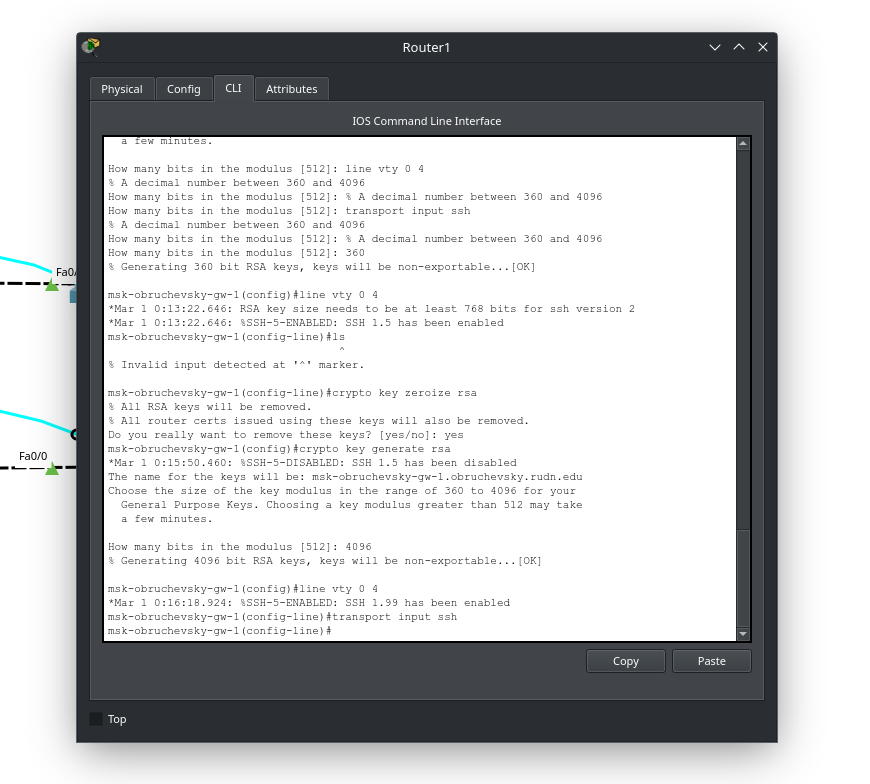 Router1
Physical
Config
CLI
Attributes
IOS Command Line Interface
a few minutes.
How many bits in the modulus [512]: line vty 0 4
% A decimal number between 360 and 4096
How many bits in the modulus [512]: % A decimal number between 360 and 4096
How many bits in the modulus [512]: transport input ssh
% A decimal number between 360 and 4096
How many bits in the modulus [512]: % A decimal number between 360 and 4096
How many bits in the modulus [512]: 360
% Generating 360 bit RSA keys, keys will be non-exportable...[OK]
msk-obruchevsky-gw-1(config)#line vty 0 4
*Mar 1 0:13:22.646: RSA key size needs to be at least 768 bits for ssh version 2
*Mar 1 0:13:22.646: %SSH-5-ENABLED: SSH 1.5 has been enabled
msk-obruchevsky-gw-1(config-line)#ls
^
% Invalid input detected at '^' marker.
msk-obruchevsky-gw-1(config-line)#crypto key zeroize rsa
% All RSA keys will be removed.
% All router certs issued using these keys will also be removed.
Do you really want to remove these keys? [yes/no]: yes
msk-obruchevsky-gw-1(config)#crypto key generate rsa
*Mar 1 0:15:50.460: %SSH-5-DISABLED: SSH 1.5 has been disabled
The name for the keys will be: msk-obruchevsky-gw-1.obruchevsky.rudn.edu
Choose the size of the key modulus in the range of 360 to 4096 for your
General Purpose Keys. Choosing a key modulus greater than 512 may take
a few minutes.
How many bits in the modulus [512]: 4096
% Generating 4096 bit RSA keys, keys will be non-exportable...[OK]
msk-obruchevsky-gw-1(config)#line vty 0 4
*Mar 1 0:16:18.924: %SSH-5-ENABLED: SSH 1.99 has been enabled
msk-obruchevsky-gw-1(config-line)#transport input ssh
msk-obruchevsky-gw-1(config-line)#
Copy
Paste
Top
Fa0/
Fa0/0